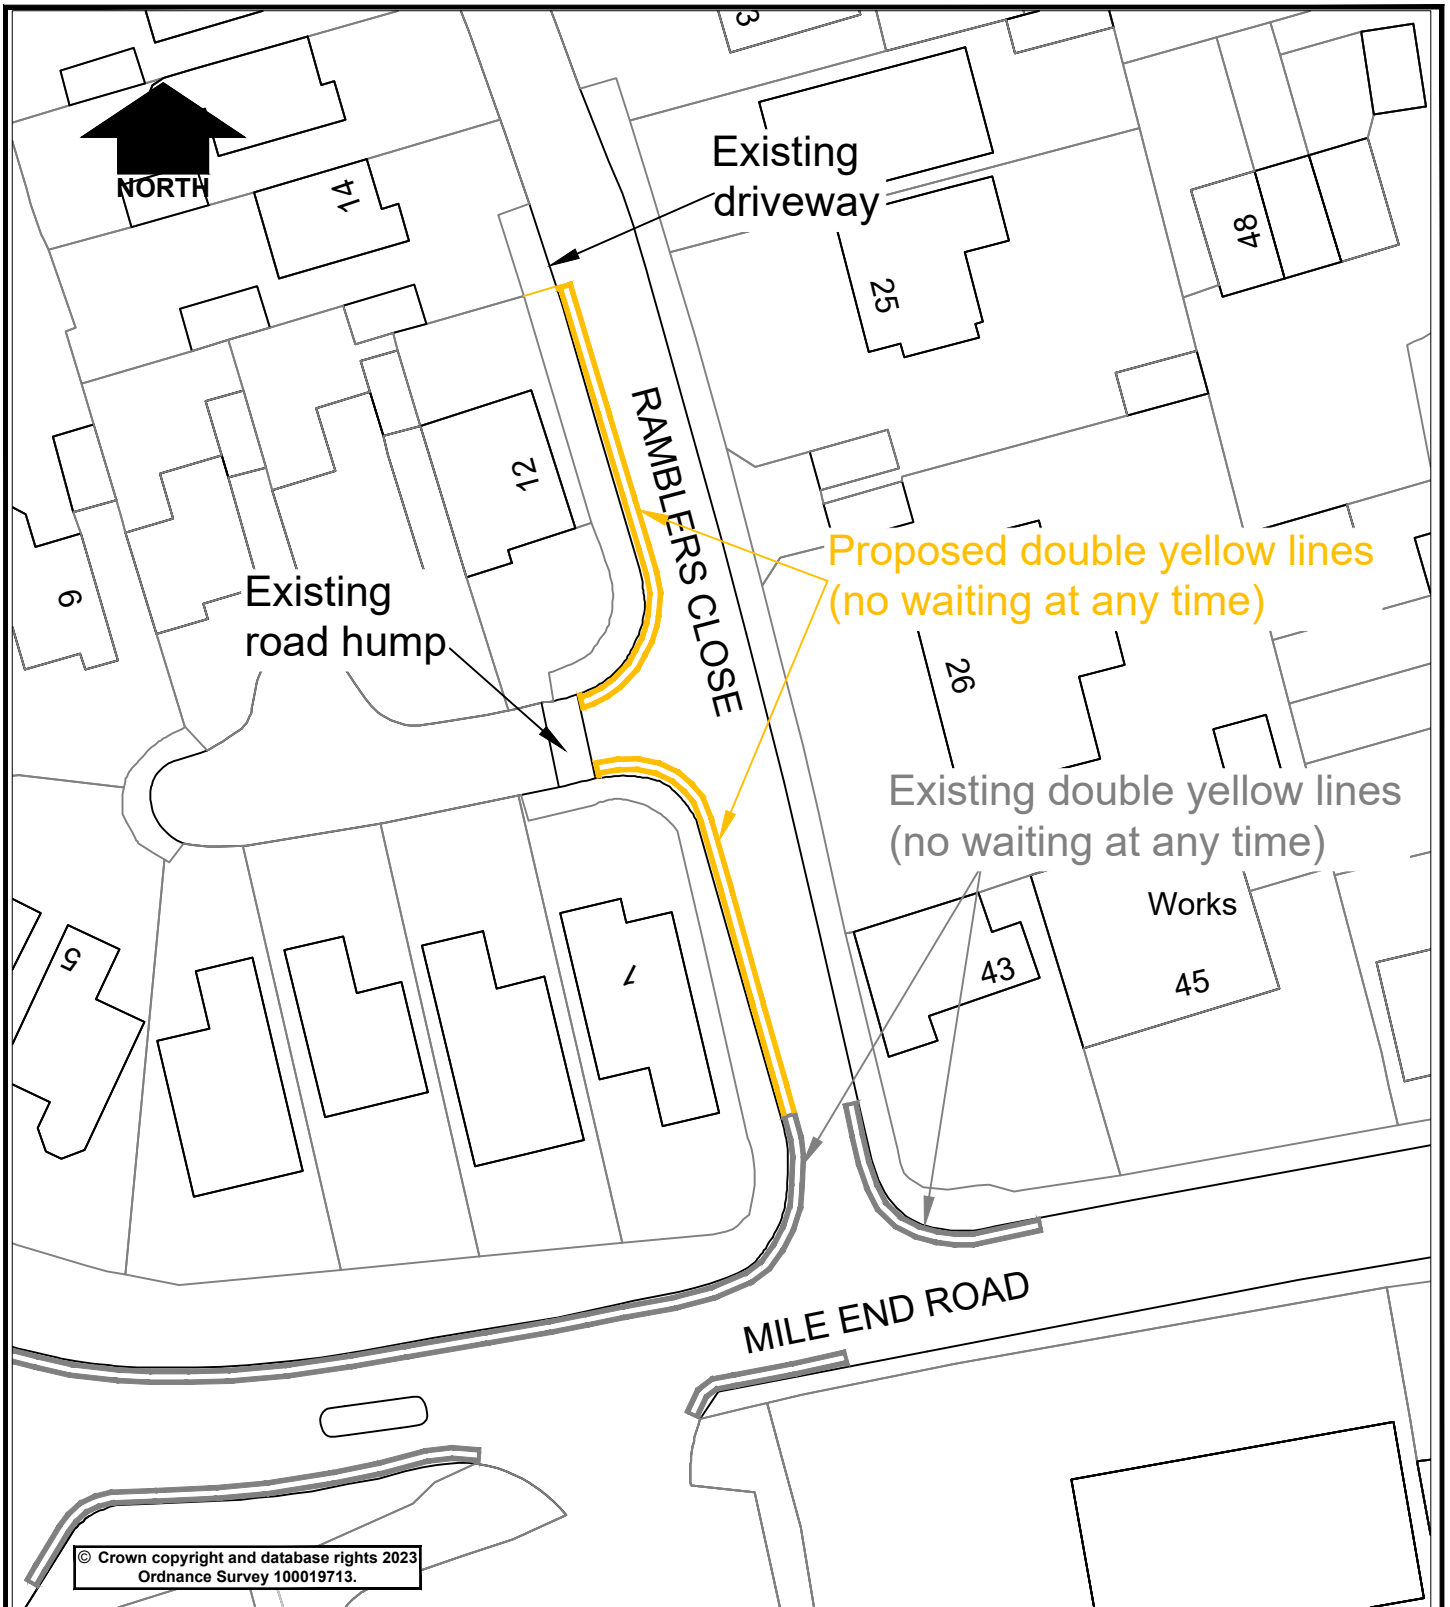 3
NORTH
14
Existing
driveway
48
25
RAMBLERS CLOSE
12
Proposed double yellow lines
(no waiting at any time)
Existing
road hump
9
26
Existing double yellow lines
(no waiting at any time)
Works
5
7
43
45
MILE END ROAD
© Crown copyright and database rights 2023
Ordnance Survey 100019713.